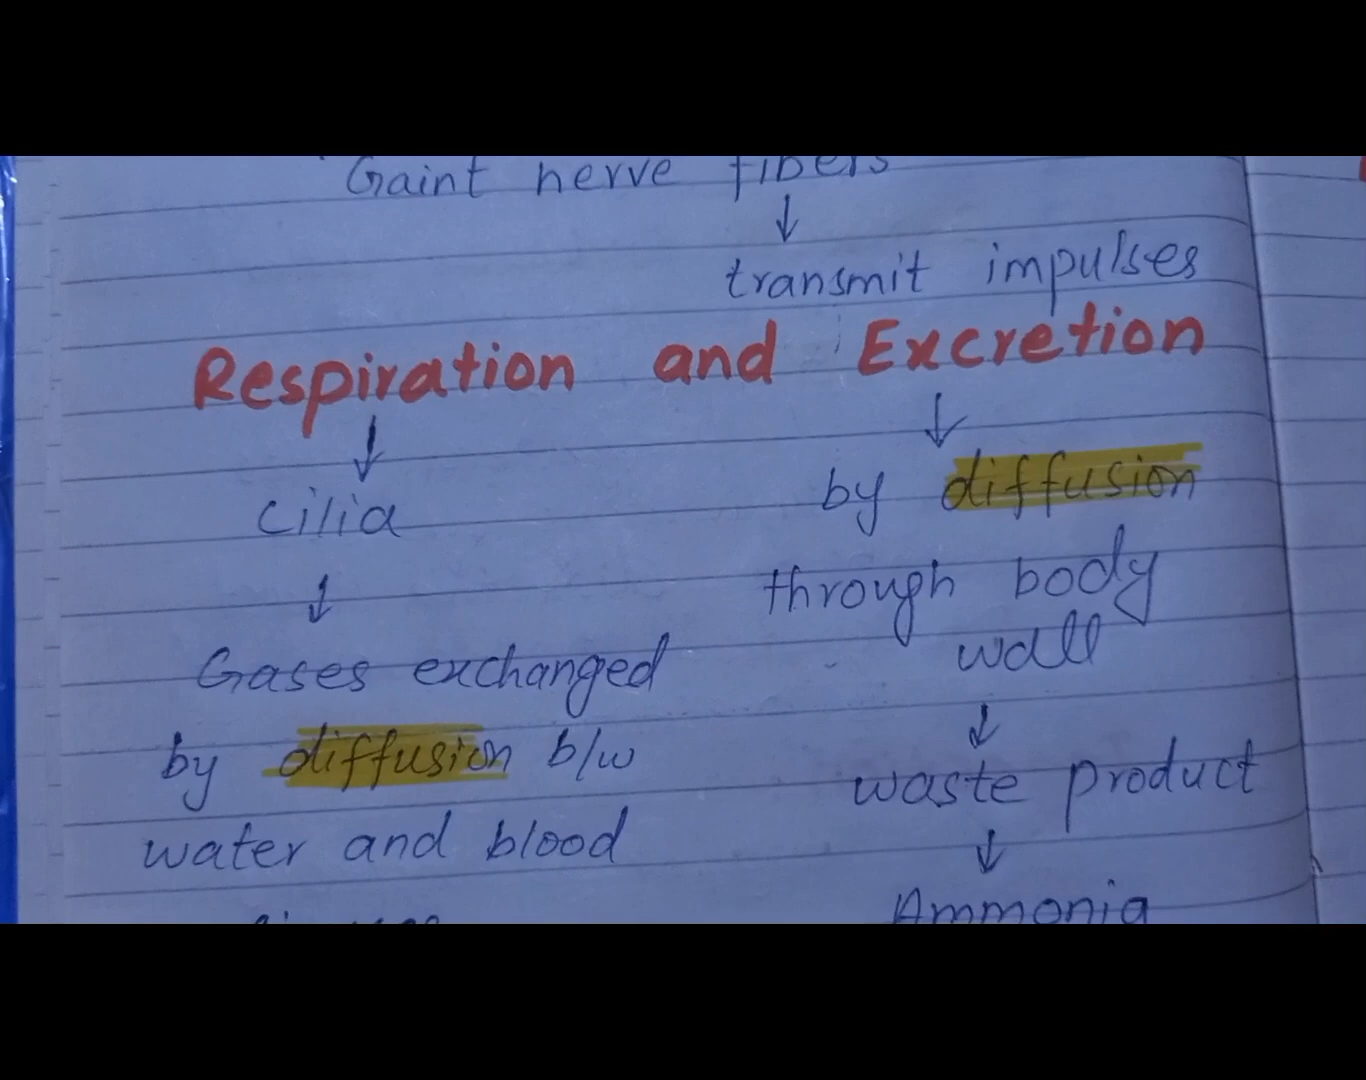 Gaint nerve fibers
↓
transmit impulses
Respiration and Excretion
↓
cilia
↓
Gases exchanged
by diffusion b/w
water and blood
↓
by diffusion
through body
wall
↓
waste product
↓
Ammonia